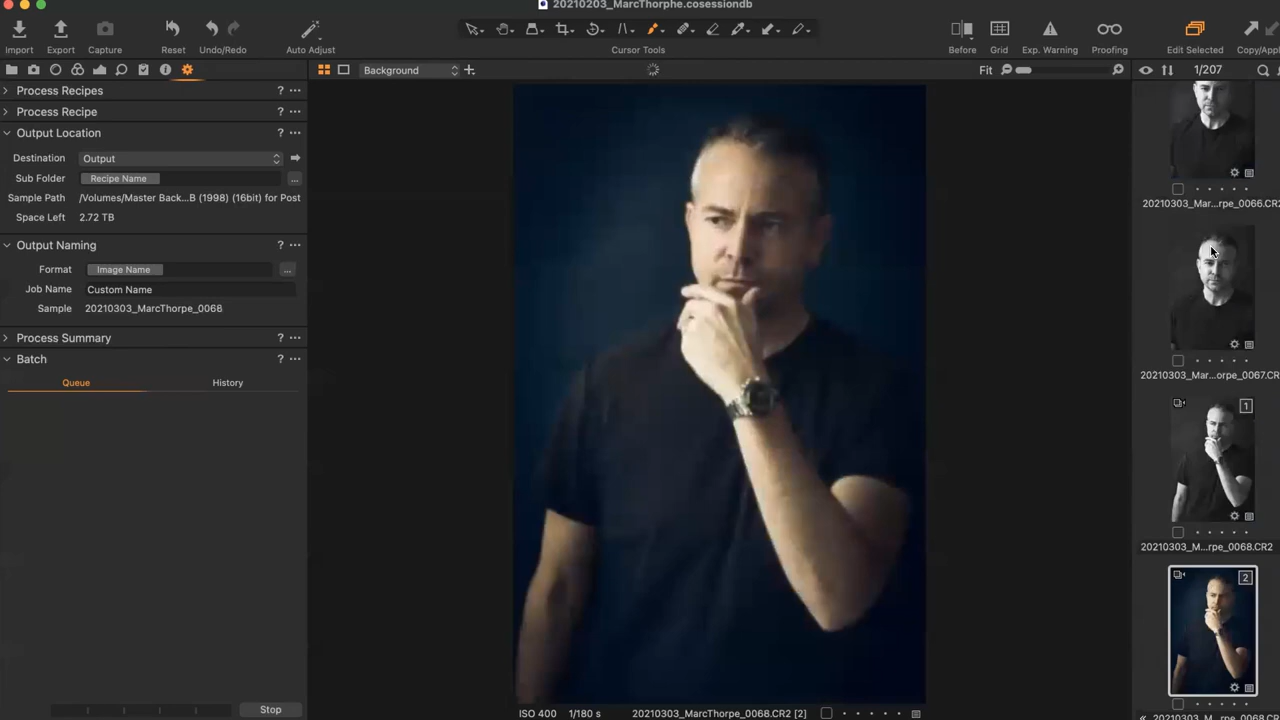 20210203_MarcThorphe.cosessiondb
Import Export Capture Reset Undo/Redo Auto Adjust Cursor Tools Before Grid Exp. Warning Proofing Edit Selected Copy/Appl
Background Fit 1/207
Process Recipes ? ...
Process Recipe ? ...
Output Location ? ...
Destination Output
Sub Folder Recipe Name ...
Sample Path /Volumes/Master Back...B (1998) (16bit) for Post
Space Left 2.72 TB
Output Naming ? ...
Format Image Name ...
Job Name Custom Name
Sample 20210303_MarcThorpe_0068
Process Summary ? ...
Batch ? ...
Queue History
Stop
ISO 400 1/180 s 20210303_MarcThorpe_0068.CR2 [2]
20210303_Mar...rpe_0066.CR2
20210303_Mar...orpe_0067.CR
1
20210303_M...rpe_0068.CR2
2
20210303_M...rpe_0068.CR2